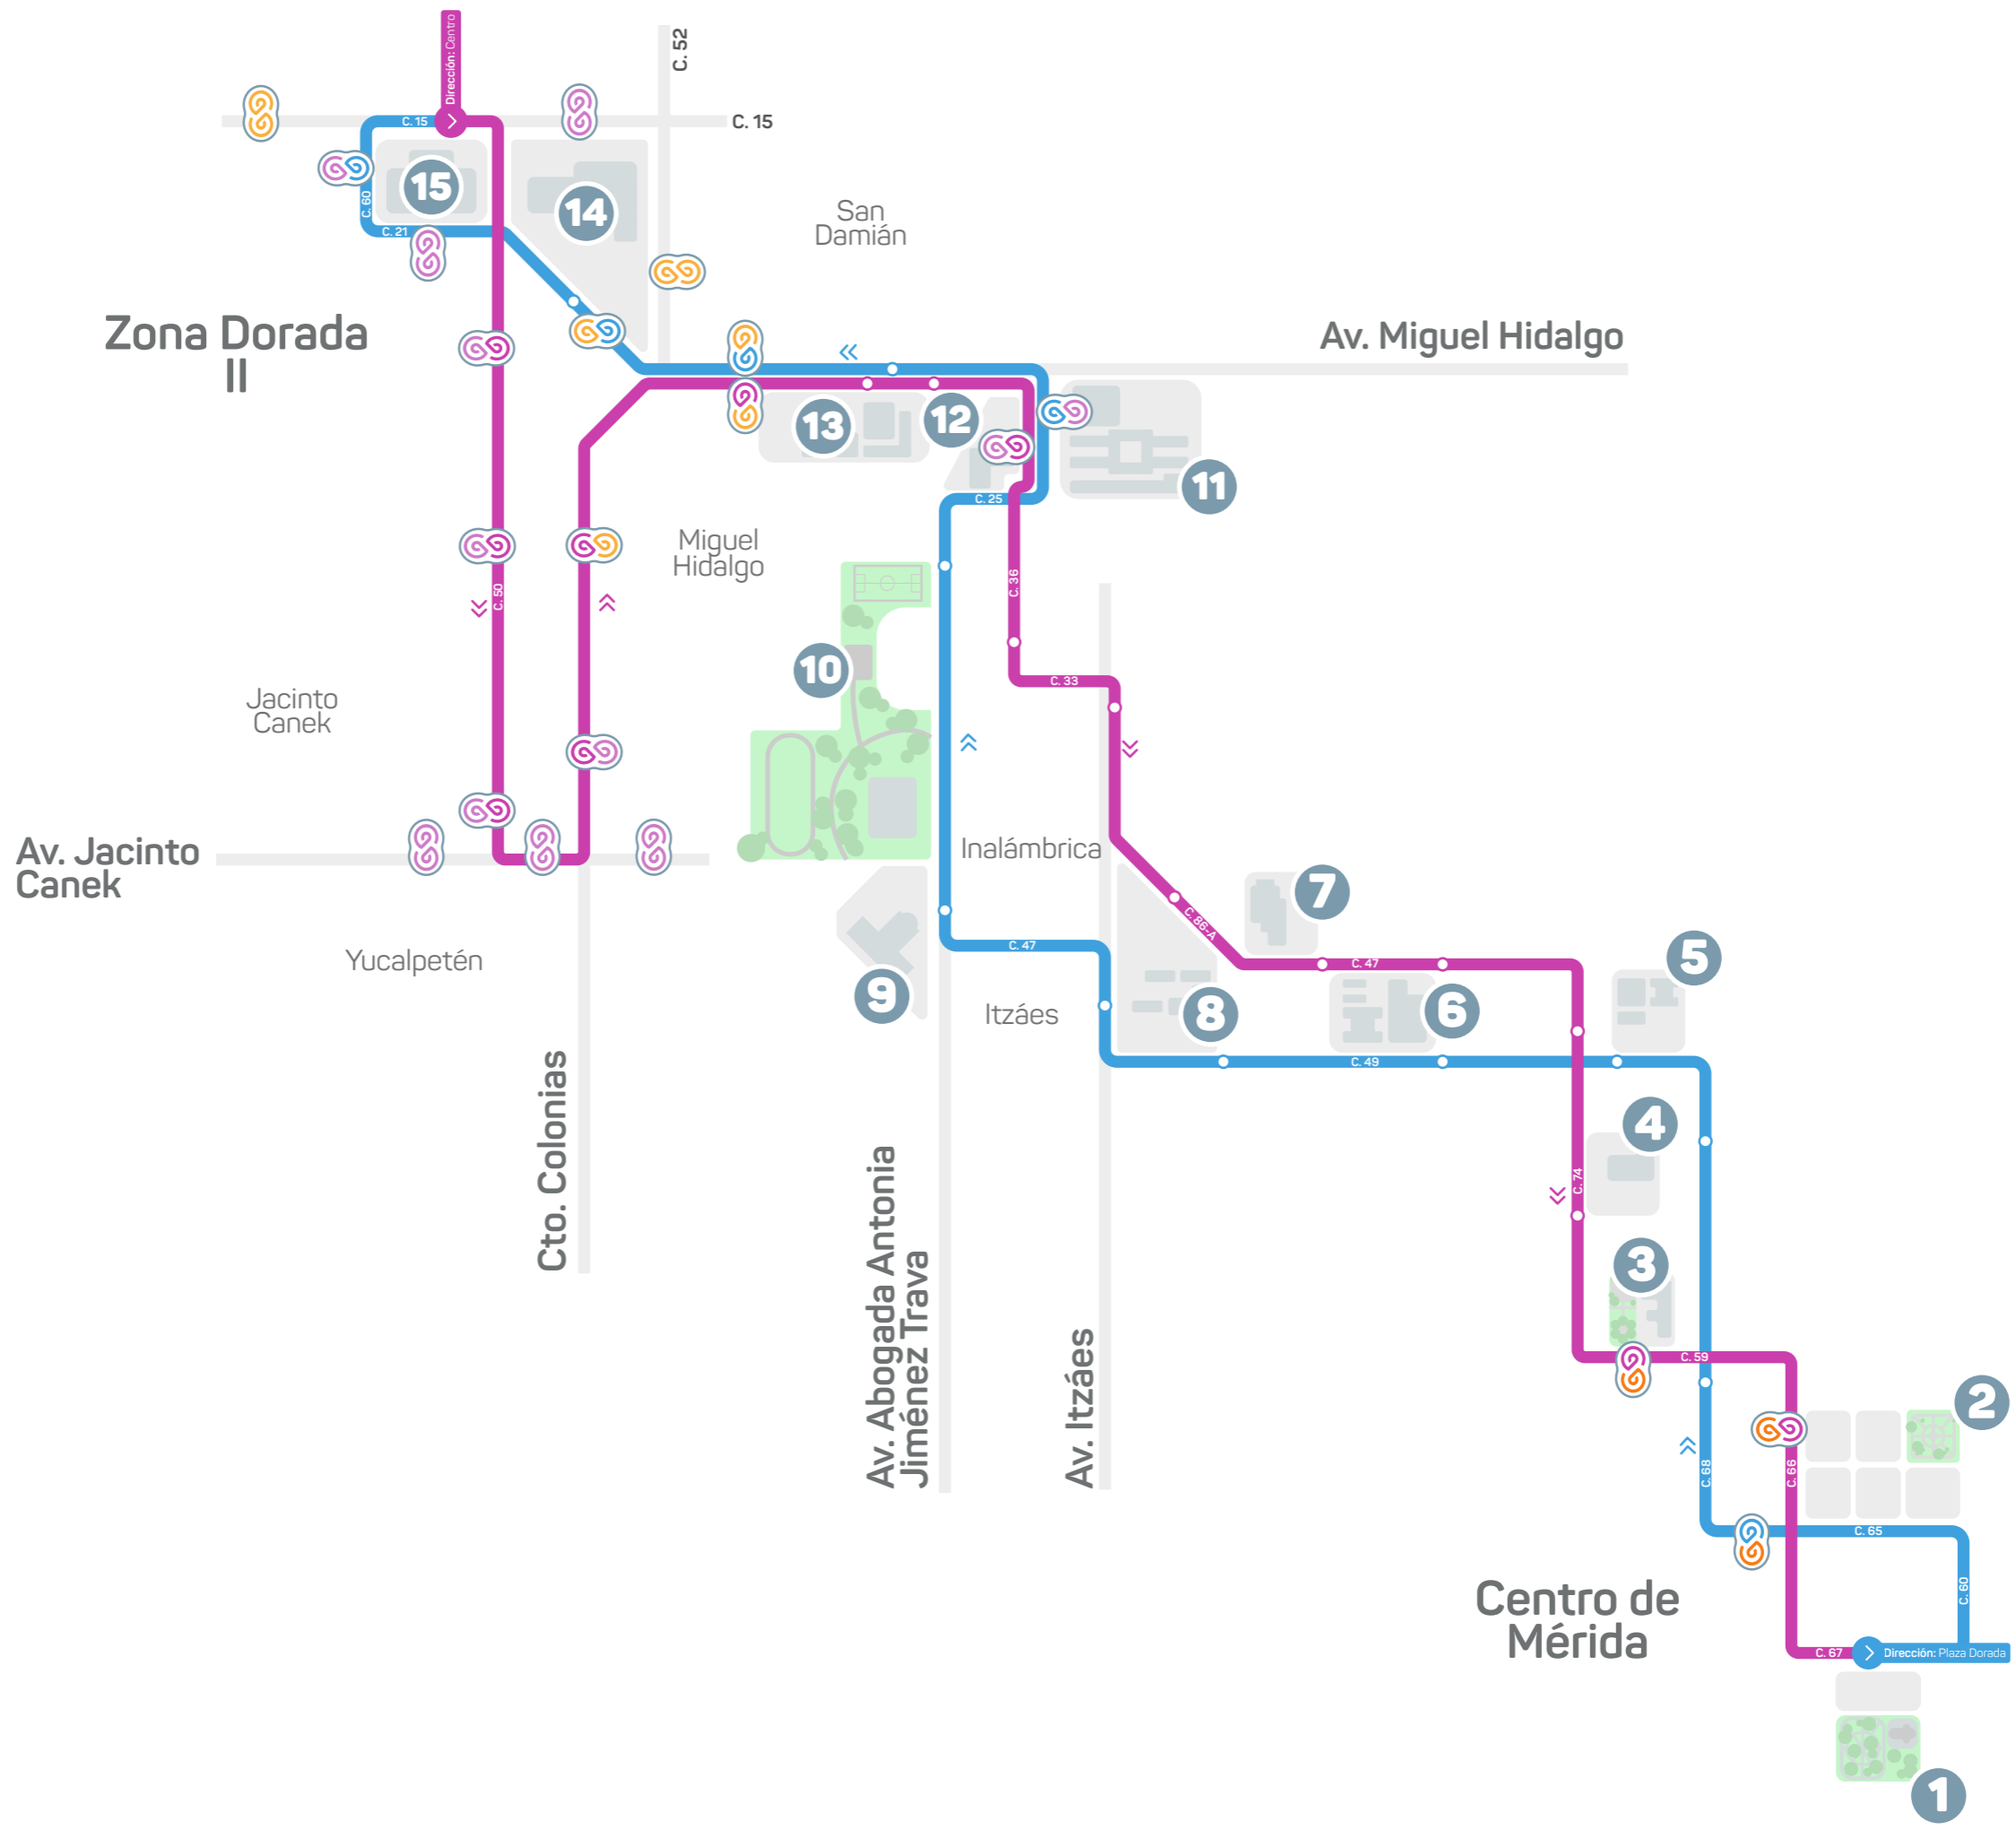 Dirección: Centro
C. 52
C. 15
C. 15
15
C. 60
14
C. 21
San
Damián
Zona Dorada
II
Av. Miguel Hidalgo
13
12
11
C. 25
Miguel
Hidalgo
C. 50
C. 36
10
C. 33
Jacinto
Canek
Av. Jacinto
Canek
Inalámbrica
7
C. 86-A
Yucalpetén
C. 47
C. 47
5
9
Itzáes
8
6
C. 49
Cto. Colonias
4
C. 74
Av. Abogada Antonia
Jiménez Trava
3
Av. Itzáes
C. 59
2
C. 68
C. 66
C. 65
Centro de
Mérida
C. 60
C. 67
Dirección: Plaza Dorada
1